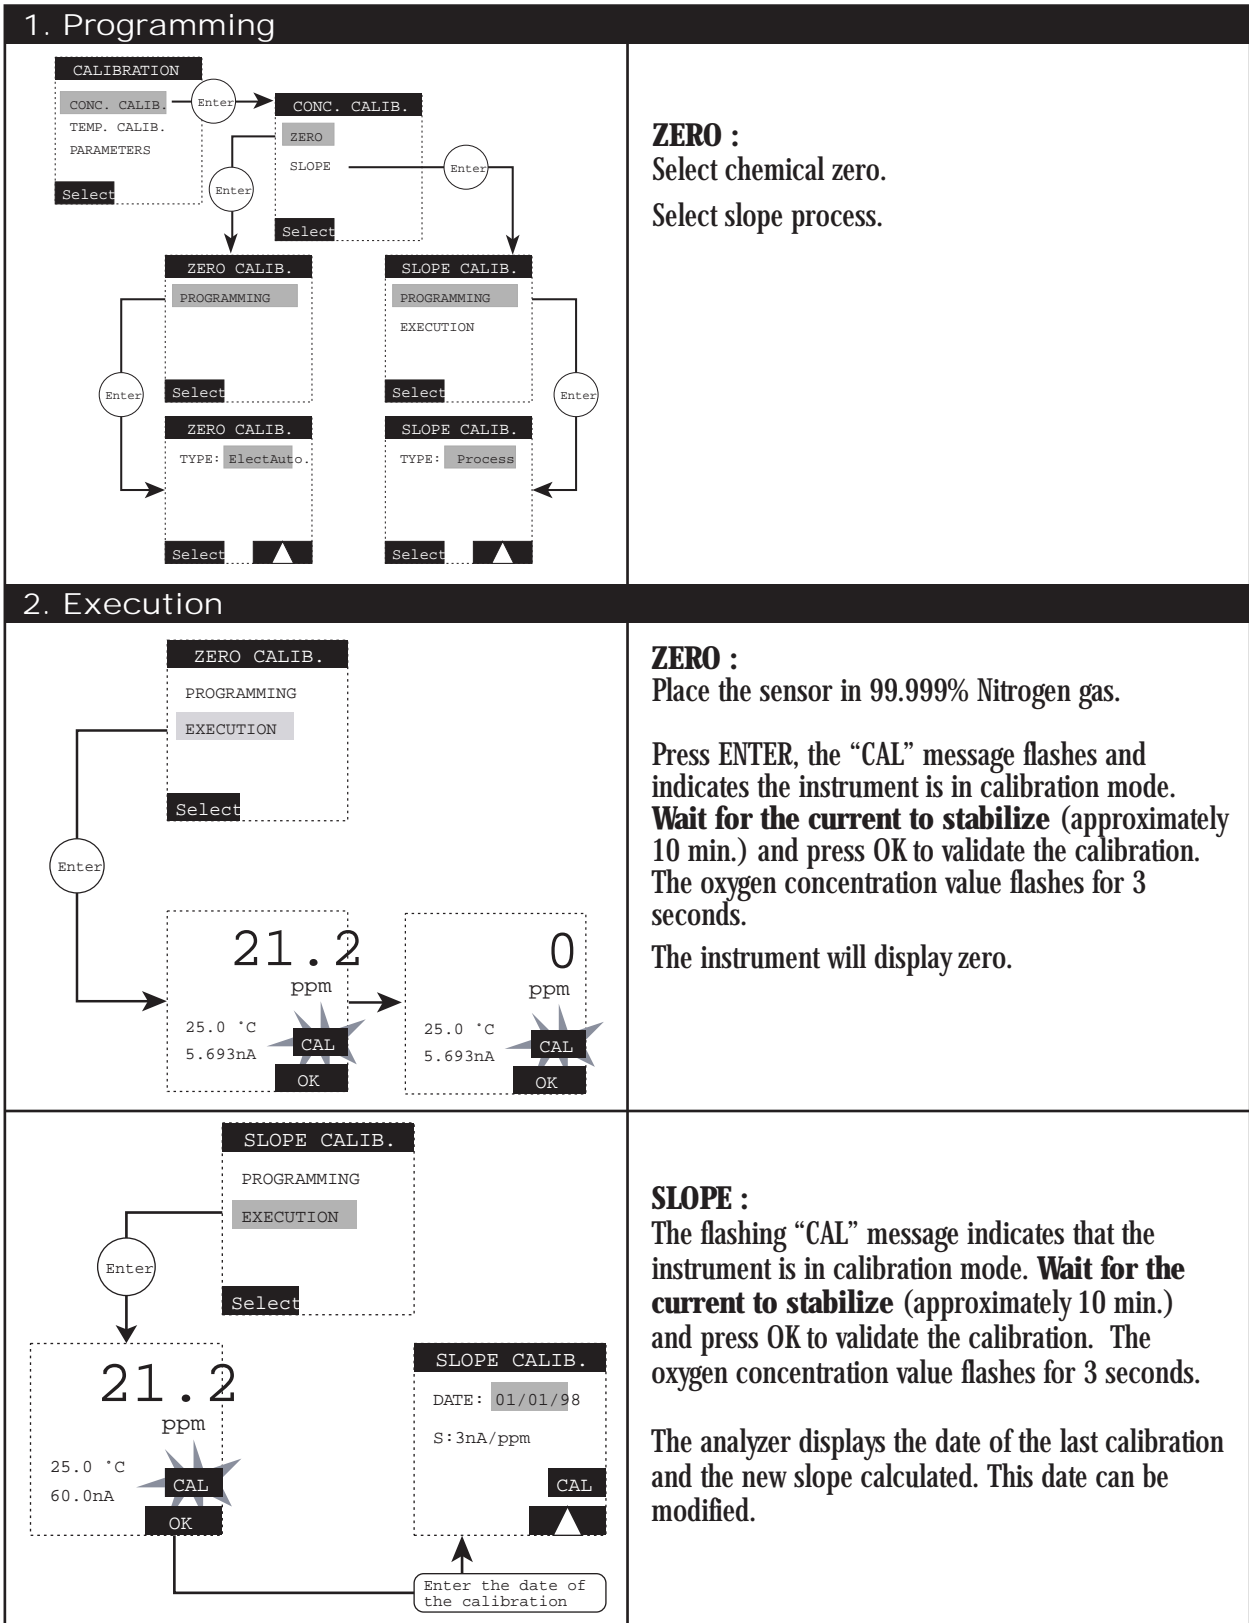 1. Programming
CALIBRATION
CONC. CALIB.
TEMP. CALIB.
PARAMETERS
Select
Enter
CONC. CALIB.
ZERO
SLOPE
Select
Enter
Enter
ZERO CALIB.
PROGRAMMING
Select
Enter
ZERO CALIB.
TYPE: ElectAuto.
Select
SLOPE CALIB.
PROGRAMMING
EXECUTION
Select
Enter
SLOPE CALIB.
TYPE: Process
Select
ZERO :
Select chemical zero.
Select slope process.
2. Execution
ZERO CALIB.
PROGRAMMING
EXECUTION
Select
Enter
21.2
ppm
25.0 °C
5.693nA
CAL
OK
0
ppm
25.0 °C
5.693nA
CAL
OK
ZERO :
Place the sensor in 99.999% Nitrogen gas.
Press ENTER, the “CAL” message flashes and
indicates the instrument is in calibration mode.
Wait for the current to stabilize (approximately
10 min.) and press OK to validate the calibration.
The oxygen concentration value flashes for 3
seconds.
The instrument will display zero.
SLOPE CALIB.
PROGRAMMING
EXECUTION
Select
Enter
21.2
ppm
25.0 °C
60.0nA
CAL
OK
SLOPE CALIB.
DATE: 01/01/98
S:3nA/ppm
CAL
Enter the date of
the calibration
SLOPE :
The flashing “CAL” message indicates that the
instrument is in calibration mode. Wait for the
current to stabilize (approximately 10 min.)
and press OK to validate the calibration. The
oxygen concentration value flashes for 3 seconds.
The analyzer displays the date of the last calibration
and the new slope calculated. This date can be
modified.